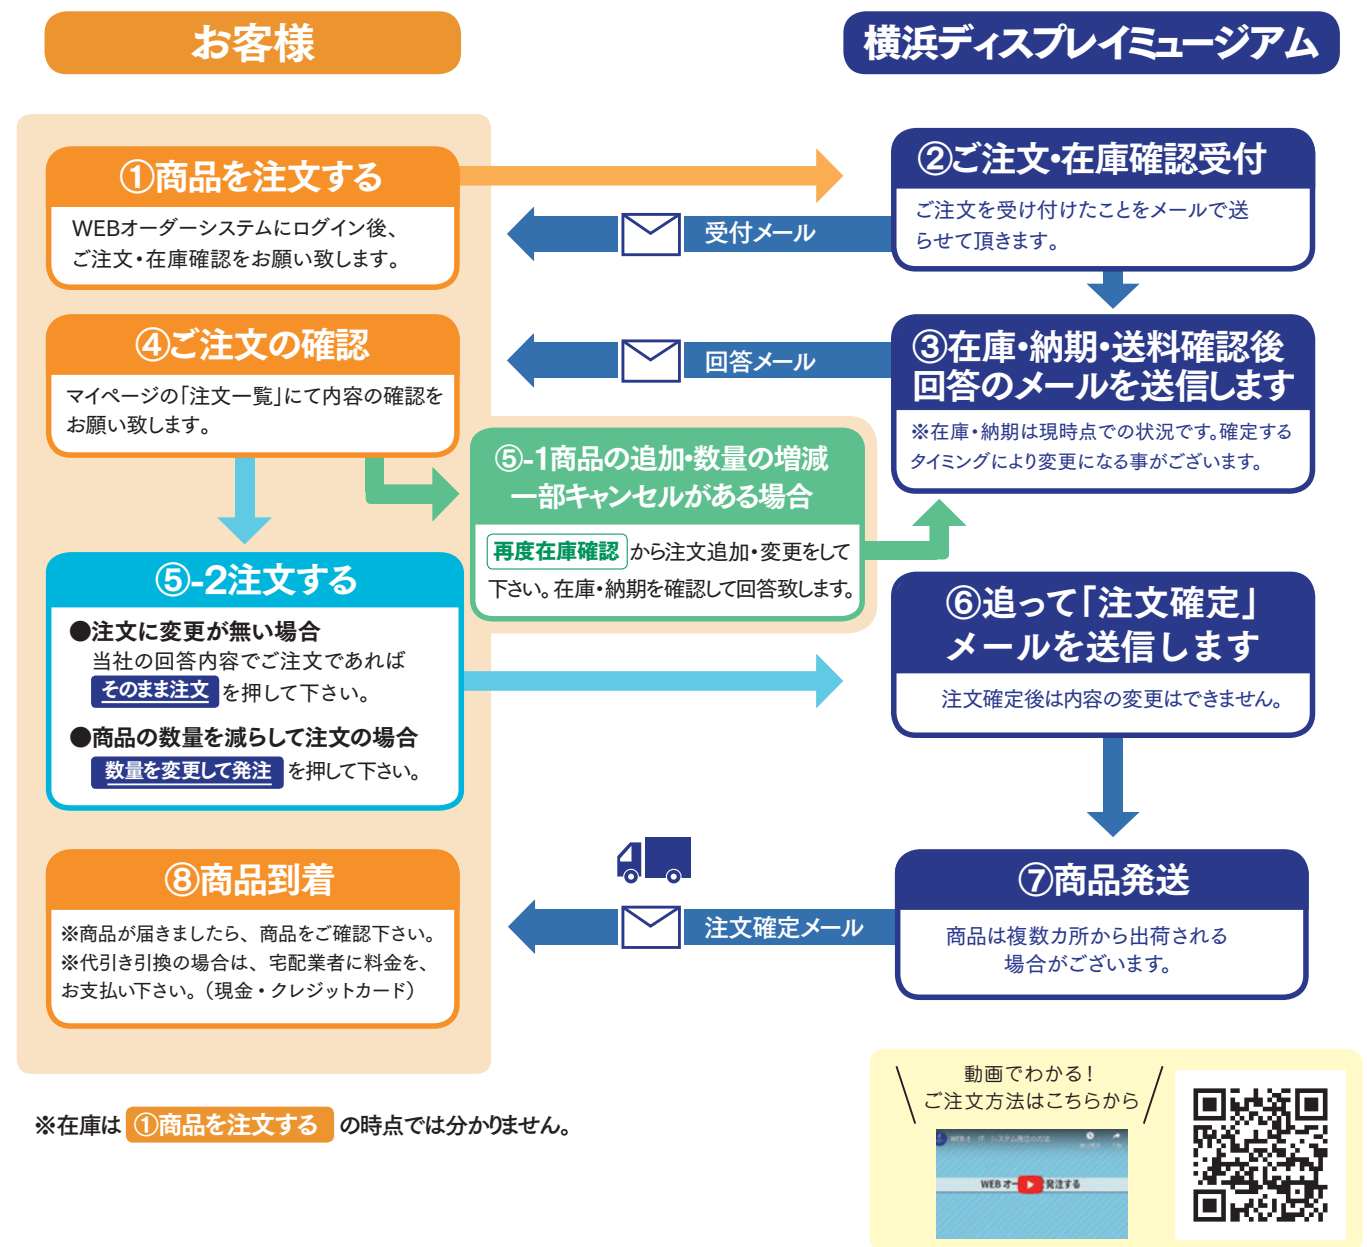 お客様
横浜ディスプレイミュージアム
①商品を注文する
WEBオーダーシステムにログイン後、
ご注文・在庫確認をお願い致します。
②ご注文・在庫確認受付
ご注文を受け付けたことをメールで送
らせて頂きます。
受付メール
③在庫・納期・送料確認後
回答のメールを送信します
※在庫・納期は現時点での状況です。確定する
タイミングにより変更になる事がございます。
回答メール
④ご注文の確認
マイページの「注文一覧」にて内容の確認を
お願い致します。
⑤-1商品の追加・数量の増減
一部キャンセルがある場合
再度在庫確認 から注文追加・変更をして
下さい。在庫・納期を確認して回答致します。
⑤-2注文する
●注文に変更が無い場合
当社の回答内容でご注文であれば
そのまま注文 を押して下さい。
●商品の数量を減らして注文の場合
数量を変更して発注 を押して下さい。
⑥追って「注文確定」
メールを送信します
注文確定後は内容の変更はできません。
⑦商品発送
商品は複数カ所から出荷される
場合がございます。
注文確定メール
⑧商品到着
※商品が届きましたら、商品をご確認下さい。
※代引き引換の場合は、宅配業者に料金を、
お支払い下さい。（現金・クレジットカード）
※在庫は ①商品を注文する の時点では分かりません。
動画でわかる！
ご注文方法はこちらから
WEBオー 発注する